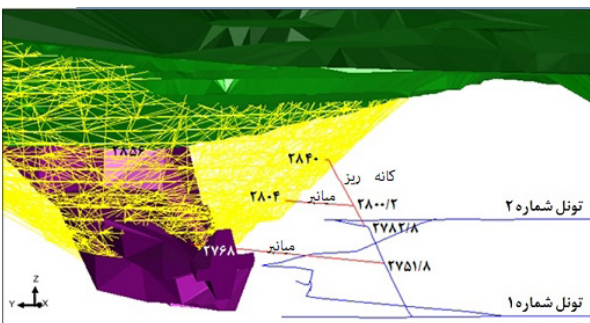 ۲۸۵۶
۲۸۴۰
کانه ریز
۲۸۰۴
میانبر
۲۸۰۰/۲
تونل شماره ۲
۲۷۸۲/۸
۲۷۶۸
میانبر
۲۷۵۱/۸
تونل شماره ۱
Z
Y
X